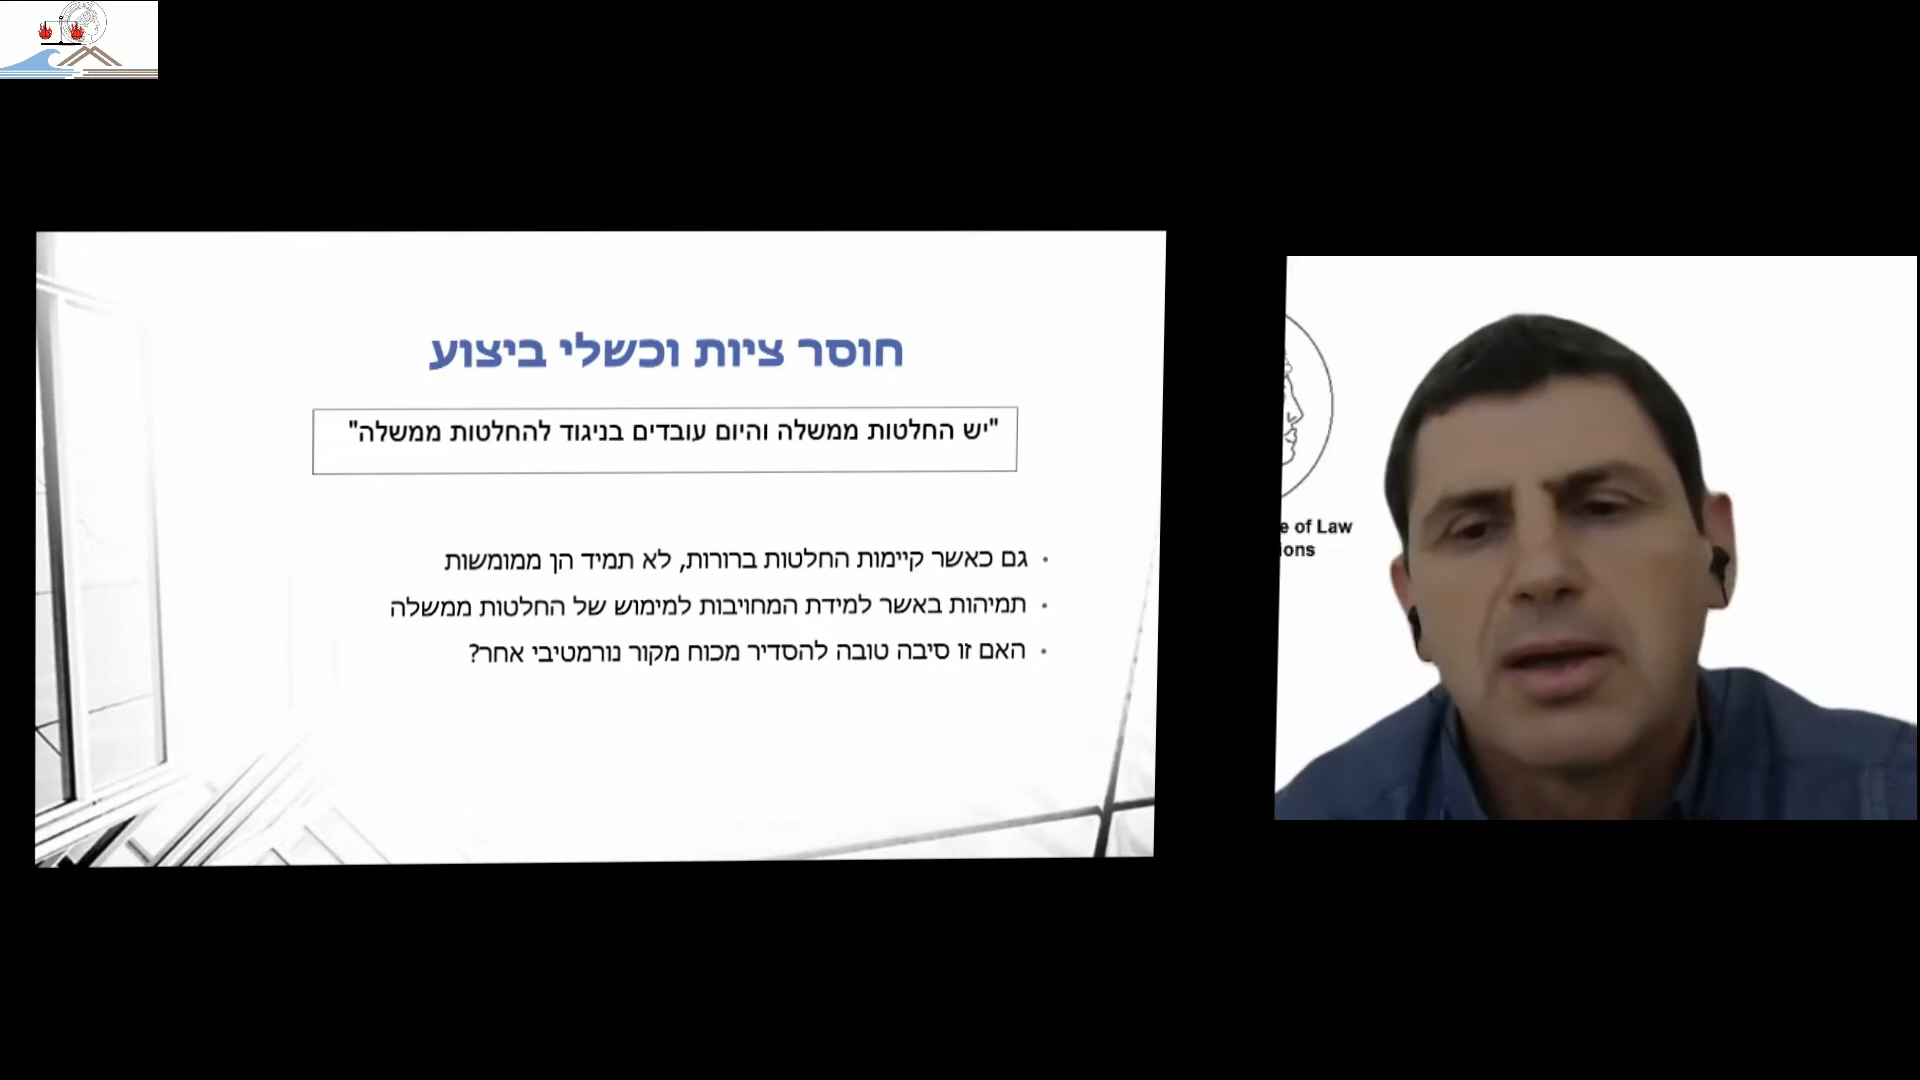 חוסר ציות וכשלי ביצוע
"יש החלטות ממשלה והיום עובדים בניגוד להחלטות ממשלה"
• גם כאשר קיימות החלטות ברורות, לא תמיד הן ממומשות
• תמיהות באשר למידת המחויבות למימוש של החלטות ממשלה
• האם זו סיבה טובה להסדיר מכוח מקור נורמטיבי אחר?
e of Law
ions